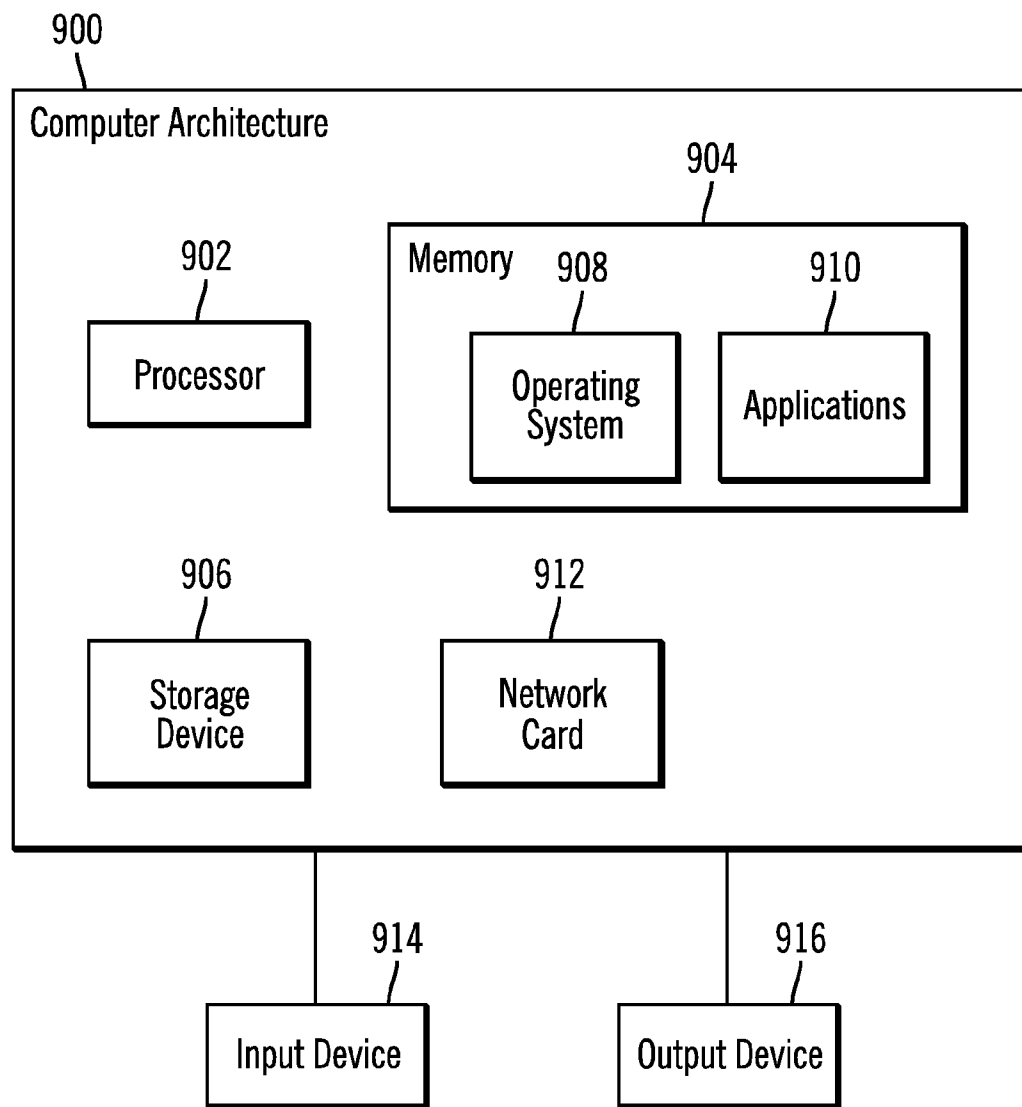 900
Computer Architecture
904
Memory
902
908
910
Processor
Operating
System
Applications
906
912
Storage
Device
Network
Card
914
916
Input Device
Output Device